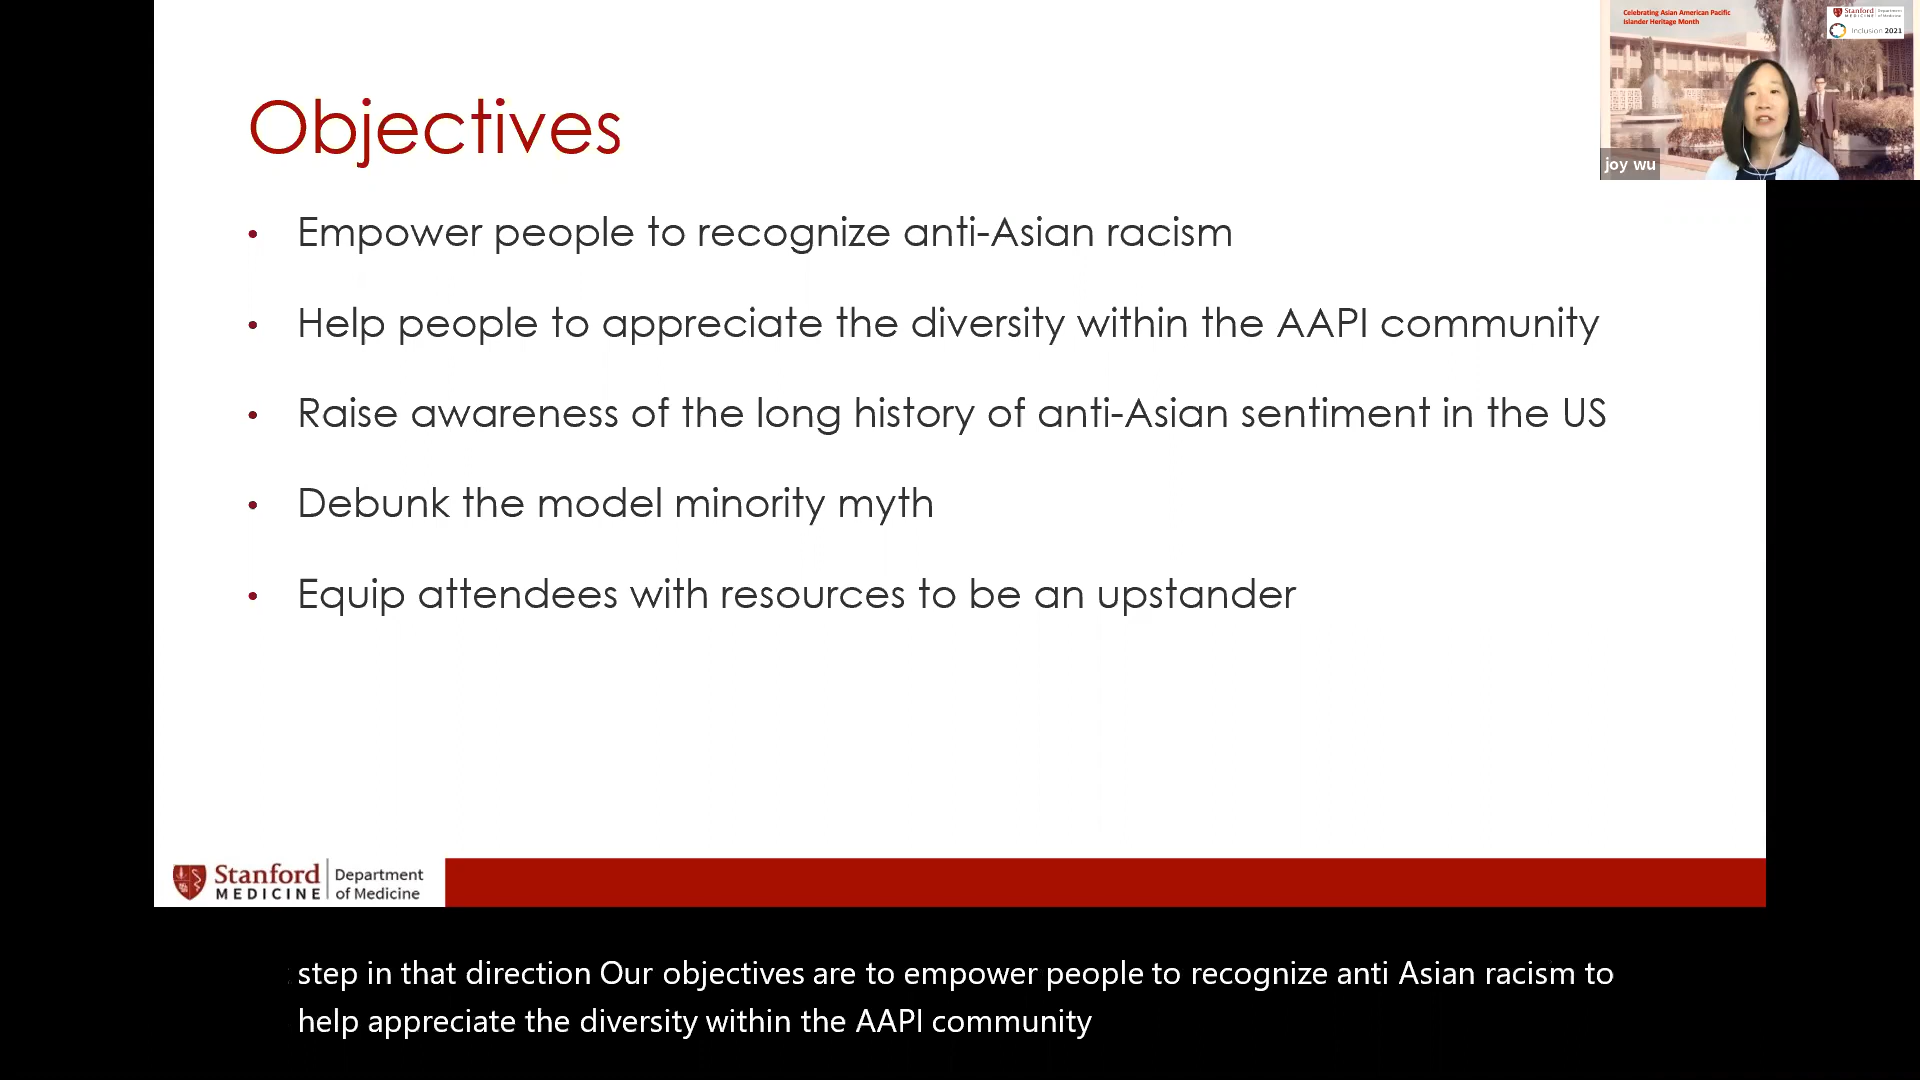 Objectives
• Empower people to recognize anti-Asian racism
• Help people to appreciate the diversity within the AAPI community
• Raise awareness of the long history of anti-Asian sentiment in the US
• Debunk the model minority myth
• Equip attendees with resources to be an upstander
Celebrating Asian American Pacific
Islander Heritage Month
Stanford
MEDICINE
Department
of Medicine
Inclusion 2021
joy wu
Stanford
MEDICINE
Department
of Medicine
step in that direction Our objectives are to empower people to recognize anti Asian racism to
help appreciate the diversity within the AAPI community